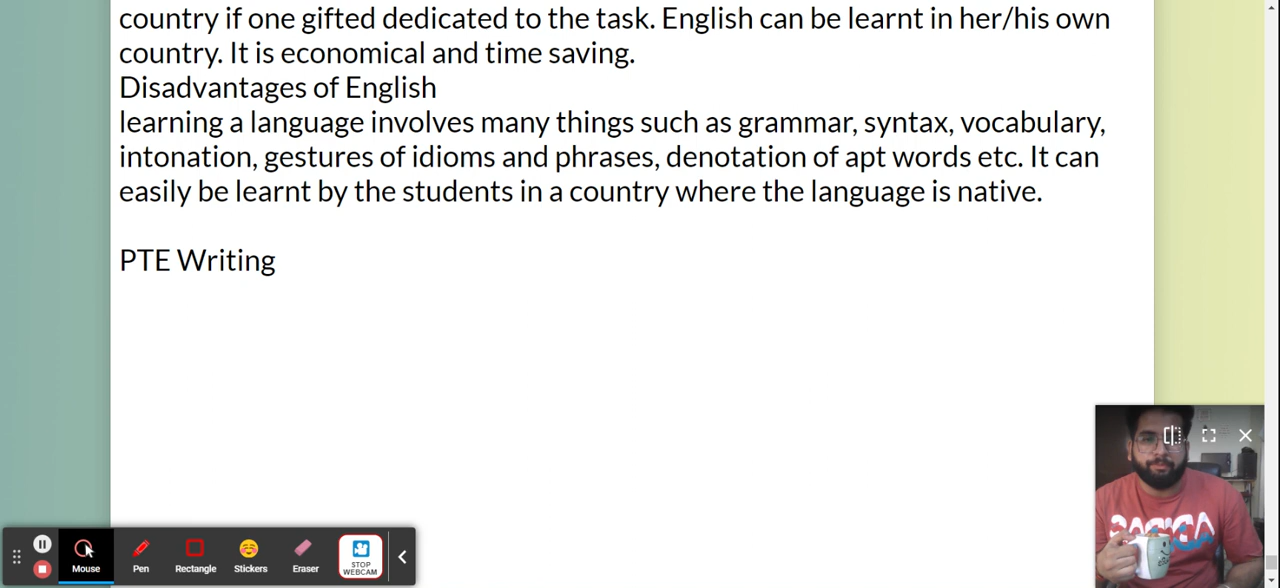 country if one gifted dedicated to the task. English can be learnt in her/his own
country. It is economical and time saving.
Disadvantages of English
learning a language involves many things such as grammar, syntax, vocabulary,
intonation, gestures of idioms and phrases, denotation of apt words etc. It can
easily be learnt by the students in a country where the language is native.
PTE Writing
Mouse
Pen
Rectangle
Stickers
Eraser
STOP
WEBCAM